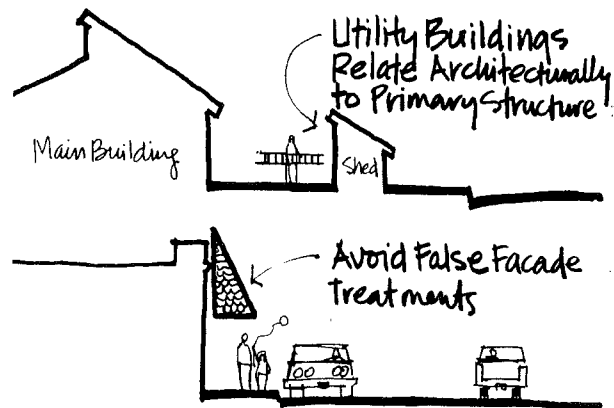 Utility Buildings
Relate Architecturally
to Primary Structure
Main Building
Shed
Avoid False Facade
Treatments